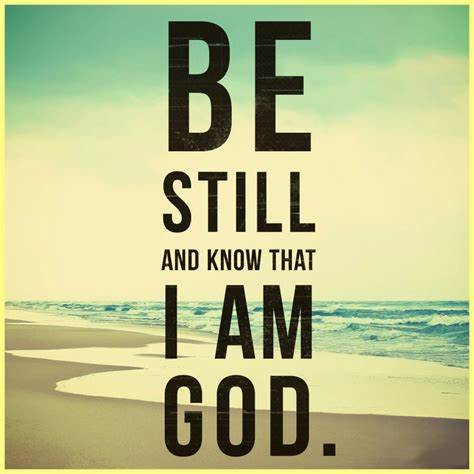 BE
STILL
AND KNOW THAT
I AM
GOD.